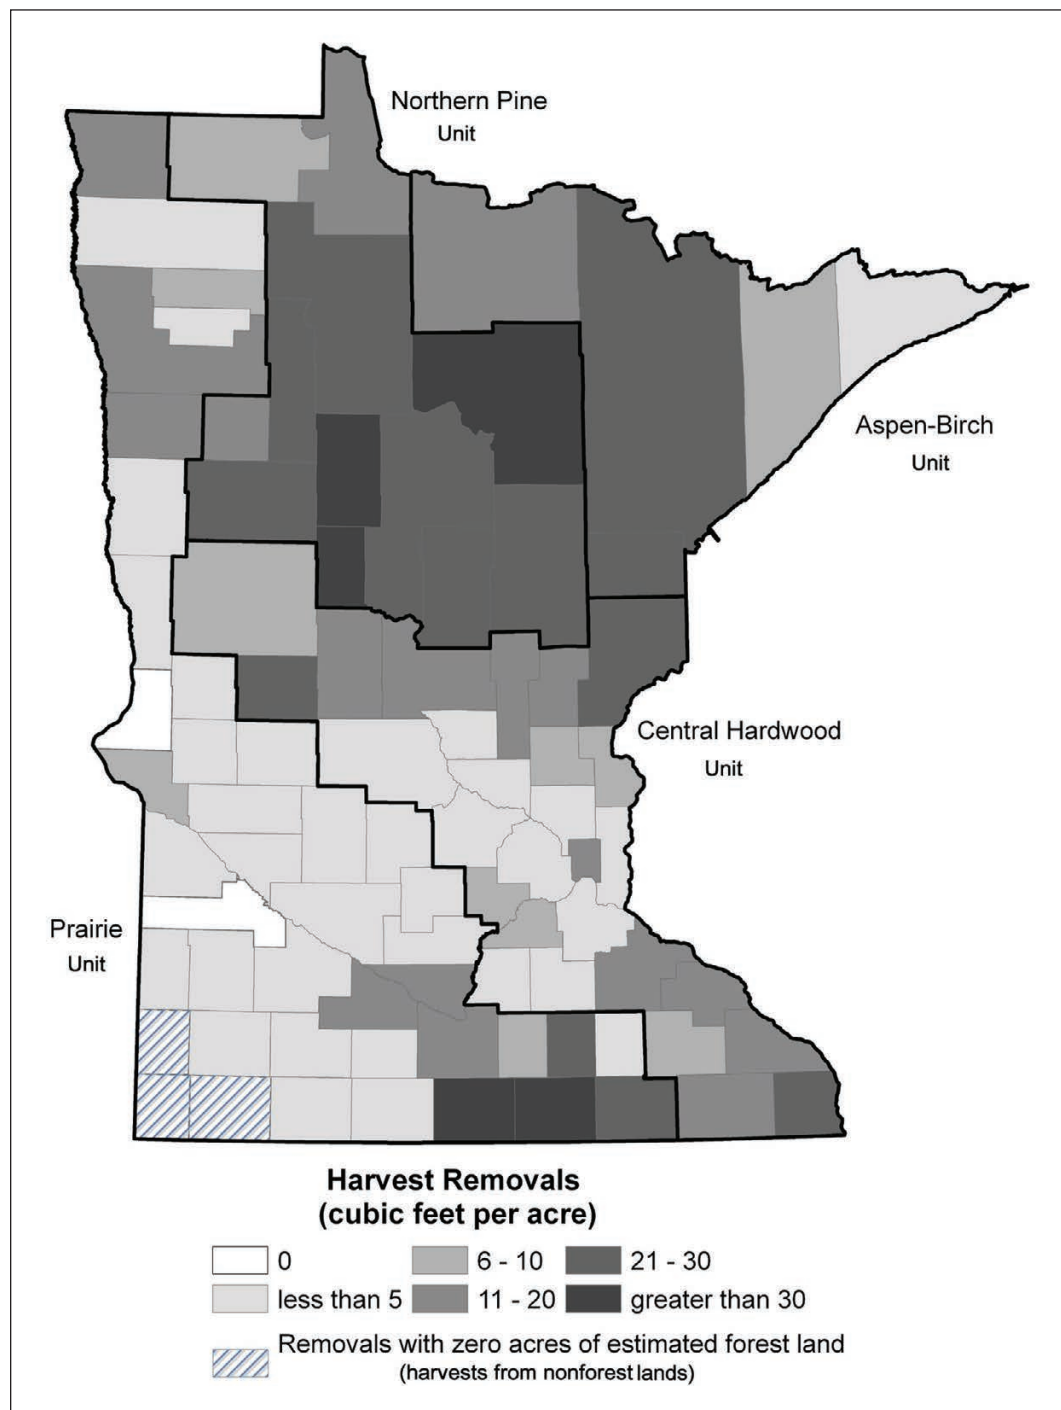 Northern Pine
Unit
Aspen-Birch
Unit
Central Hardwood
Unit
Prairie
Unit
Harvest Removals
(cubic feet per acre)
0
6 - 10
21 - 30
less than 5
11 - 20
greater than 30
Removals with zero acres of estimated forest land
(harvests from nonforest lands)